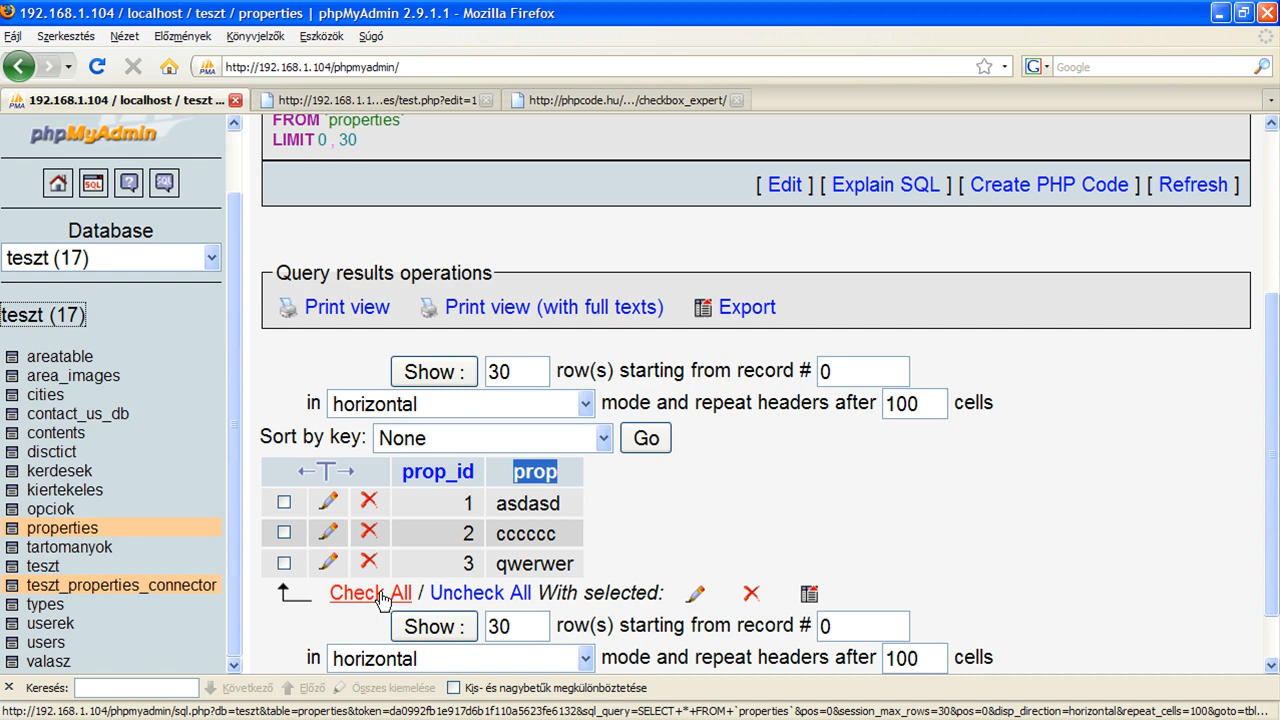 192.168.1.104 / localhost / teszt / properties | phpMyAdmin 2.9.1.1 - Mozilla Firefox
Fájl Szerkesztés Nézet Előzmények Könyvjelzők Eszközök Súgó
PMA http://192.168.1.104/phpmyadmin/ G Google
PMA 192.168.1.104 / localhost / teszt ... http://192.168.1.1...es/test.php?edit=1 http://phpcode.hu/.../checkbox_expert/
phpMyAdmin
SQL
Database
teszt (17)
teszt (17)
areatable
area_images
cities
contact_us_db
contents
disctict
kerdesek
kiertekeles
opciok
properties
tartomanyok
teszt
teszt_properties_connector
types
userek
users
valasz
FROM `properties`
LIMIT 0 , 30
[ Edit ] [ Explain SQL ] [ Create PHP Code ] [ Refresh ]
Query results operations
Print view Print view (with full texts) Export
Show : 30 row(s) starting from record # 0
in horizontal mode and repeat headers after 100 cells
Sort by key: None Go
←T→ prop_id prop
1 asdasd
2 cccccc
3 qwerwer
Check All / Uncheck All With selected:
Show : 30 row(s) starting from record # 0
in horizontal mode and repeat headers after 100 cells
Keresés: Következő Előző Összes kiemelése Kis- és nagybetűk megkülönböztetése
http://192.168.1.104/phpmyadmin/sql.php?db=teszt&table=properties&token=da0992fb1e917d6b1f110a5623fe6132&sql_query=SELECT+*+FROM+`properties`&pos=0&session_max_rows=30&pos=0&disp_direction=horizontal&repeat_cells=100&goto=tbl...